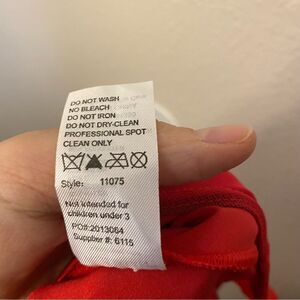 DO NOT WASH
NO BLEACH
DO NOT IRON
DO NOT DRY-CLEAN
PROFESSIONAL SPOT
CLEAN ONLY
Style: 11075
Not intended for
children under 3
PO#:2013064
Supplier #: 6115